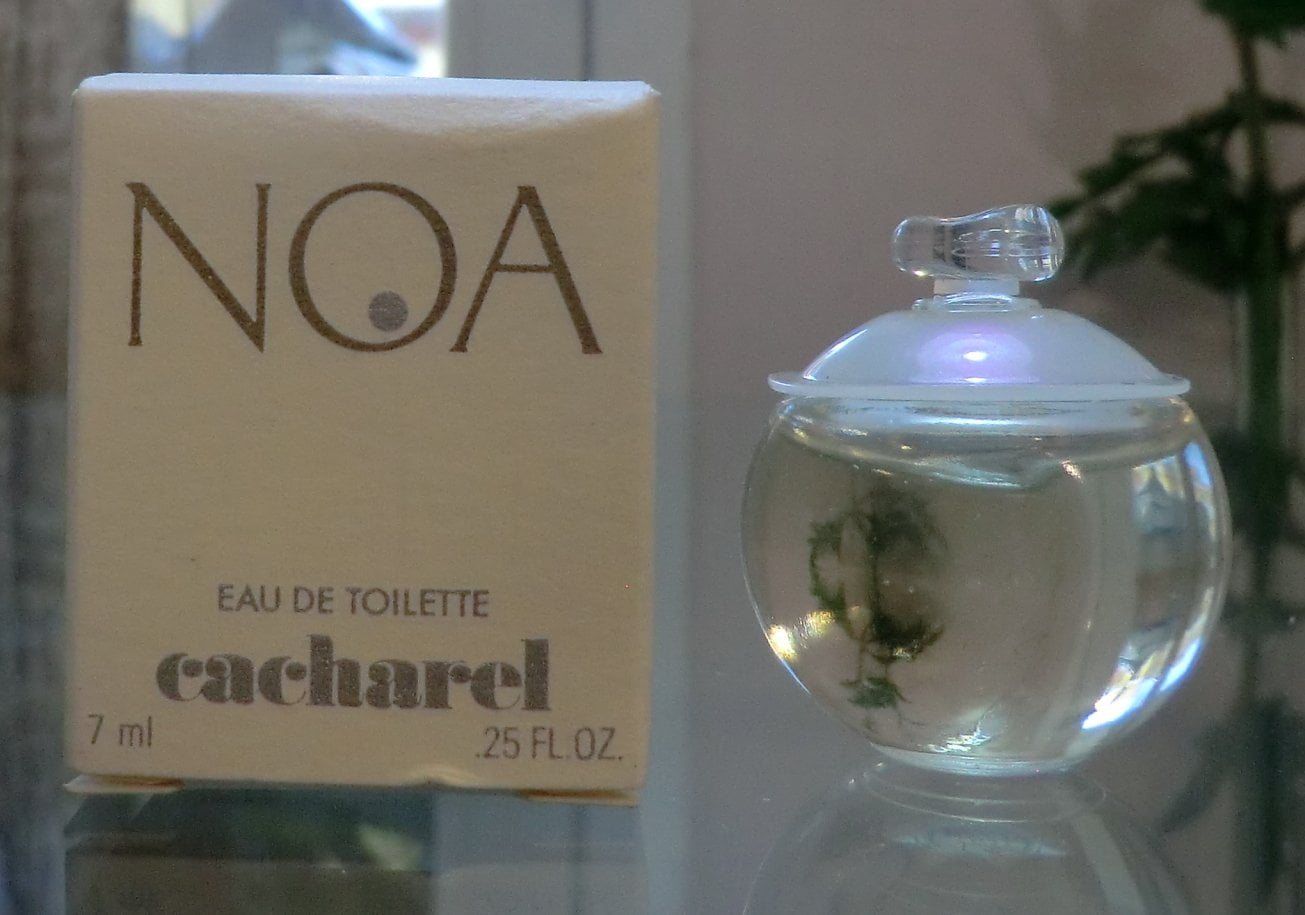 NOA
EAU DE TOILETTE
cacharel
7 ml .25 FL.OZ.